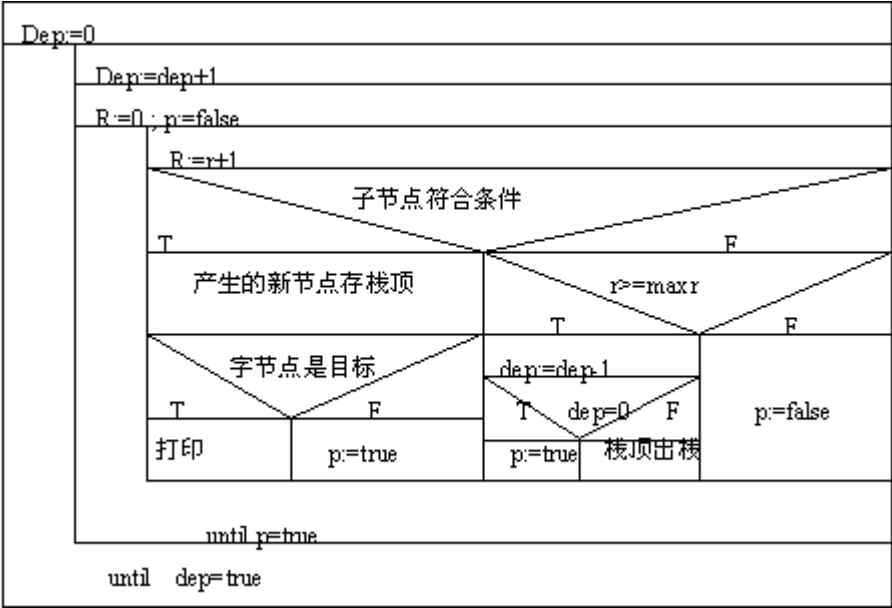 Dep:=0
Dep:=dep+1
R:=0 ; p:=false
R:=r+1
子节点符合条件
T F
产生的新节点存栈顶
r>=maxr
T F
字节点是目标
dep:=dep-1
T F
T dep=0 F
p:=false
打印
p:=true
p:=true
栈顶出栈
until p=true
until dep=true